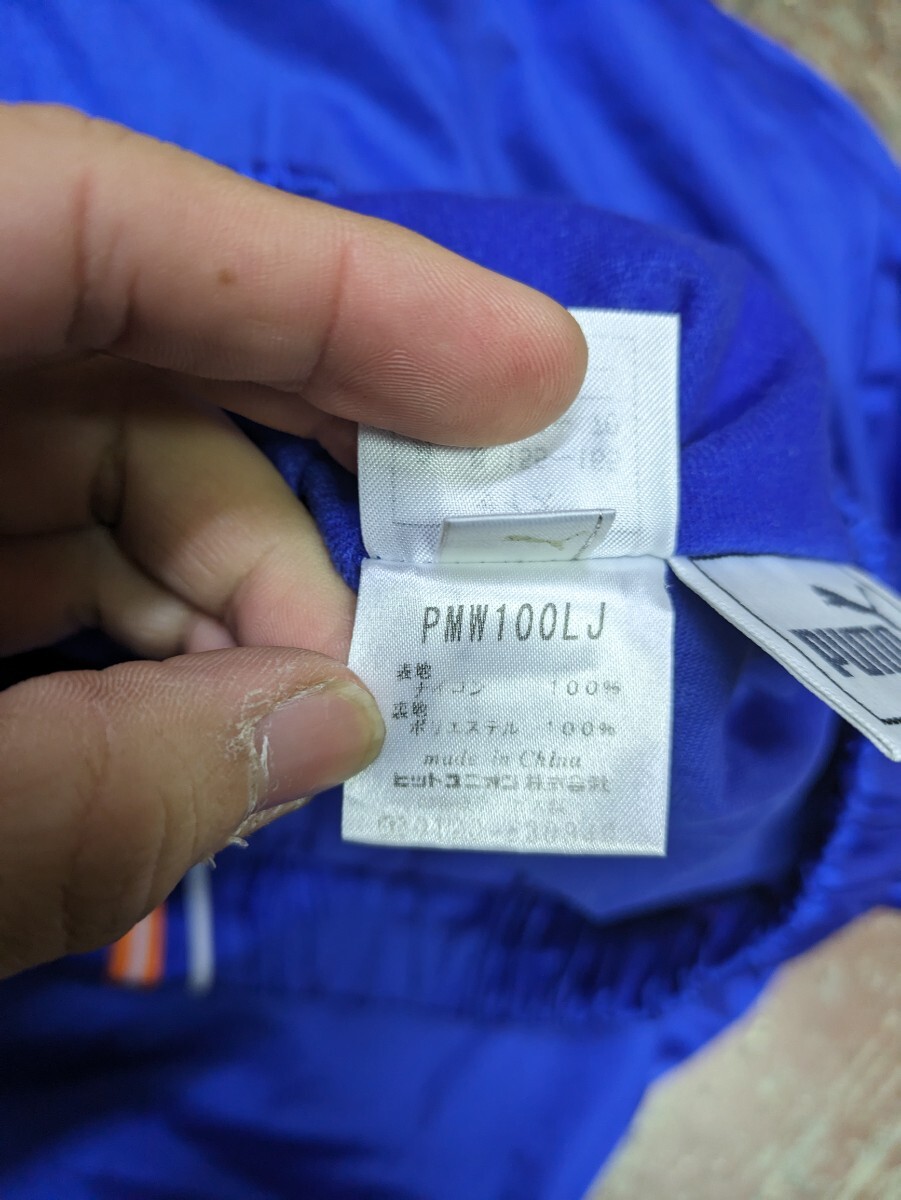 PMW100LJ
表地
ナイロン 100%
表地
ポリエステル 100%
made in China
ヒットユニオン株式会社
PUMA